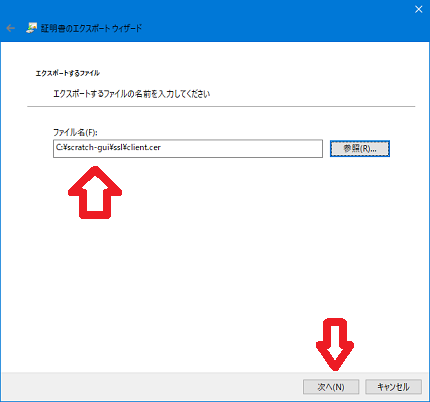 証明書のエクスポート ウィザード
エクスポートするファイル
エクスポートするファイルの名前を入力してください
ファイル名(F):
C:¥scratch-gui¥ssl¥client.cer 参照(R)...
次へ(N) キャンセル